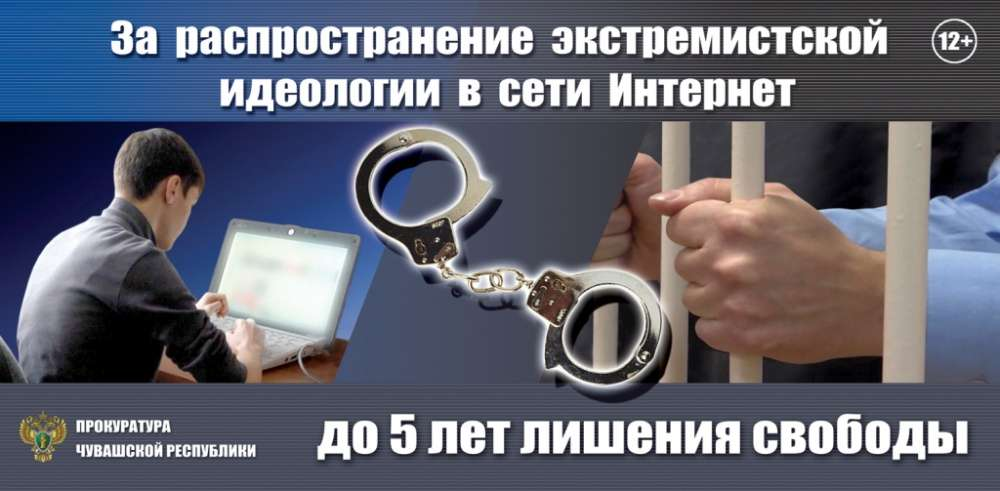 За распространение экстремистской
12+
идеологии в сети Интернет
ПРОКУРАТУРА
ЧУВАШСКОЙ РЕСПУБЛИКИ
до 5 лет лишения свободы